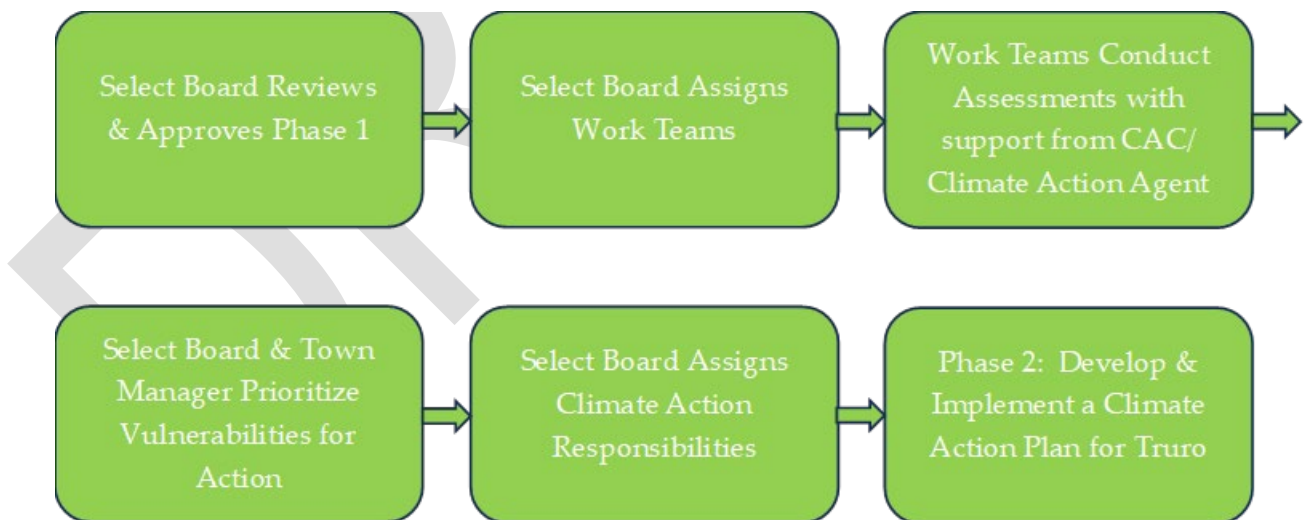 Select Board Reviews
& Approves Phase 1
Select Board Assigns
Work Teams
Work Teams Conduct
Assessments with
support from CAC/
Climate Action Agent
Select Board & Town
Manager Prioritize
Vulnerabilities for
Action
Select Board Assigns
Climate Action
Responsibilities
Phase 2:  Develop &
Implement a Climate
Action Plan for Truro